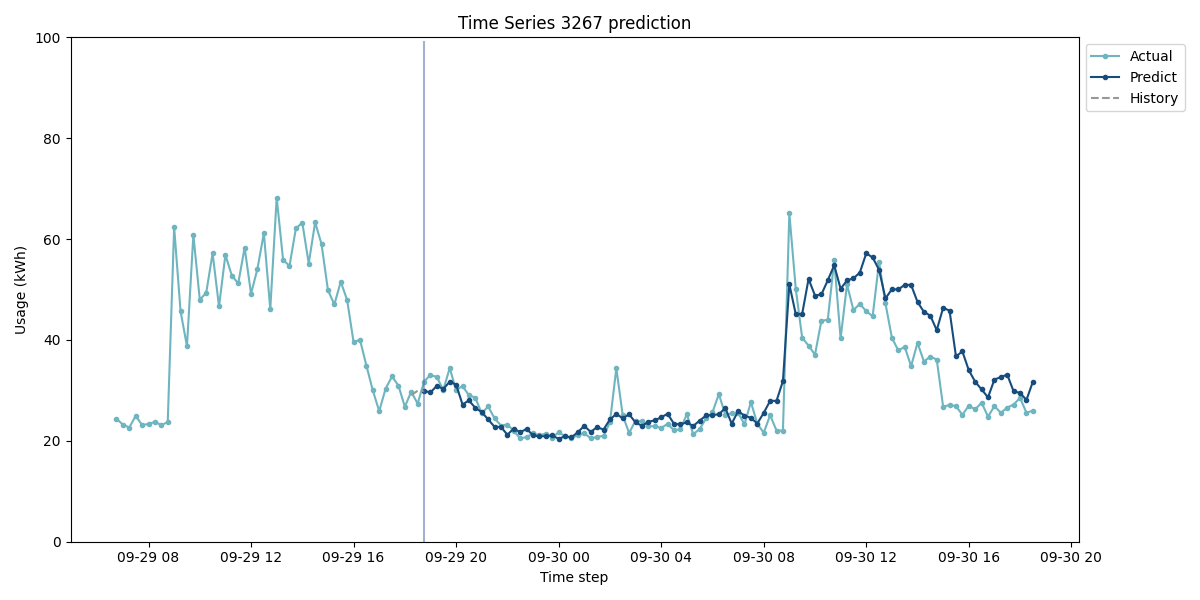 Time Series 3267 prediction
100
80
60
40
20
0
Usage (kWh)
09-29 08
09-29 12
09-29 16
09-29 20
09-30 00
09-30 04
09-30 08
09-30 12
09-30 16
09-30 20
Time step
Actual
Predict
History